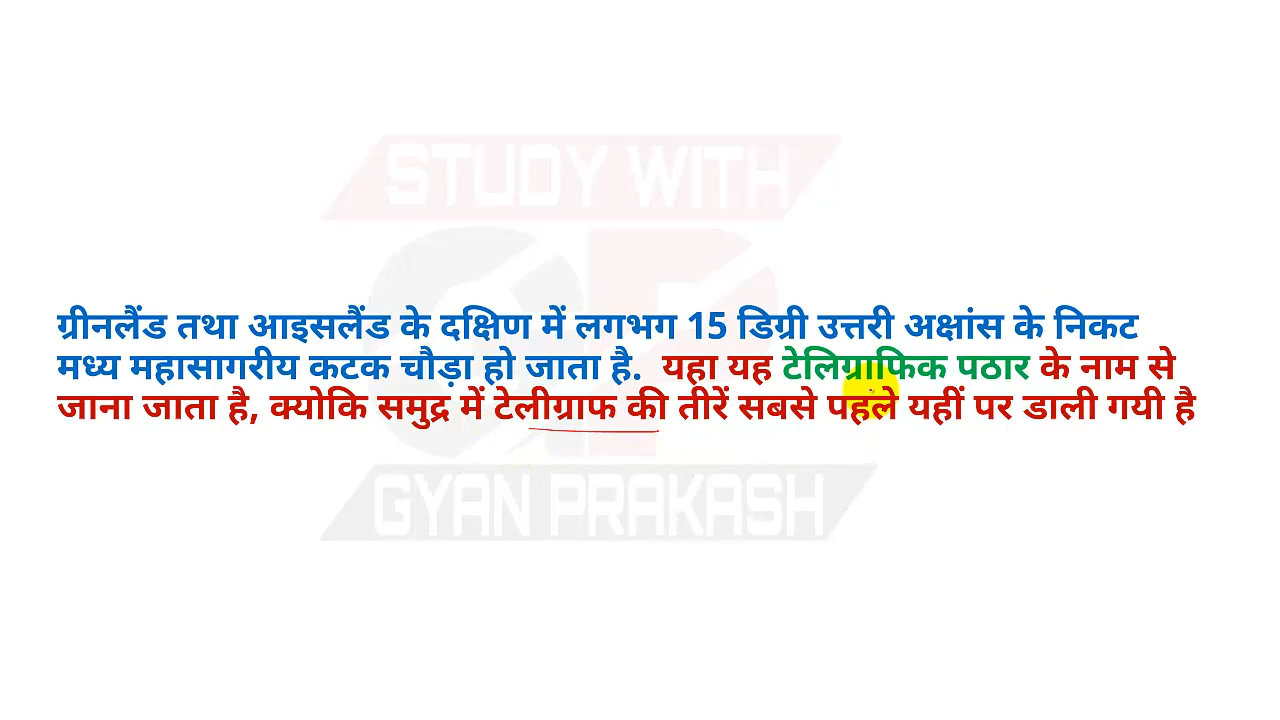 STUDY WITH
GP
ग्रीनलैंड तथा आइसलैंड के दक्षिण में लगभग 15 डिग्री उत्तरी अक्षांस के निकट
मध्य महासागरीय कटक चौड़ा हो जाता है. यहा यह टेलिग्राफिक पठार के नाम से
जाना जाता है, क्योकि समुद्र में टेलीग्राफ की तीरें सबसे पहले यहीं पर डाली गयी है
GYAN PRAKASH